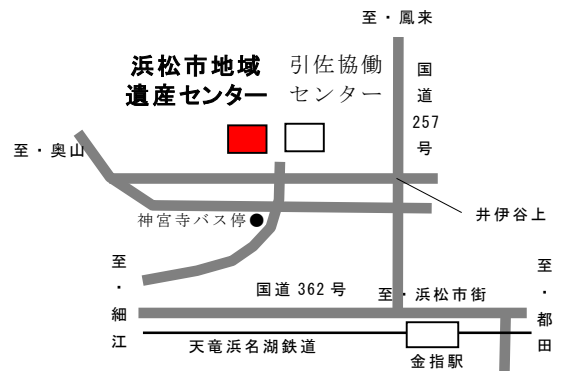 至・鳳来
浜松市地域
遺産センター
引佐協働
センター
国道257号
至・奥山
井伊谷上
神宮寺バス停
至・細江
国道 362 号
至・浜松市街
至・都田
天竜浜名湖鉄道
金指駅